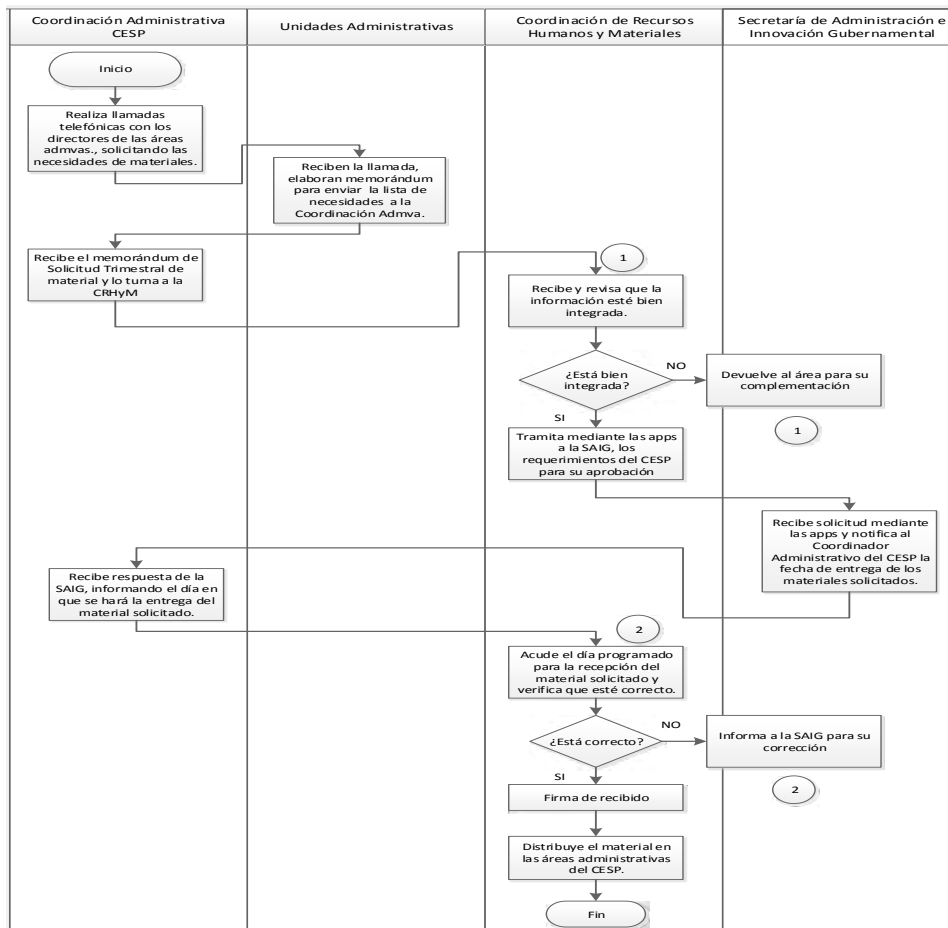 Coordinación Administrativa
CESP
Unidades Administrativas
Coordinación de Recursos
Humanos y Materiales
Secretaría de Administración e
Innovación Gubernamental
Inicio
Realiza llamadas
telefónicas con los
directores de las áreas
admvas., solicitando las
necesidades de materiales.
Reciben la llamada,
elaboran memorándum
para enviar la lista de
necesidades a la
Coordinación Admva.
Recibe el memorándum de
Solicitud Trimestral de
material y lo turna a la
CRHyM
1
Recibe y revisa que la
información esté bien
integrada.
¿Está bien
integrada?
NO
Devuelve al área para su
complementación
1
SI
Tramita mediante las apps
a la SAIG, los
requerimientos del CESP
para su aprobación
Recibe solicitud mediante
las apps y notifica al
Coordinador
Administrativo del CESP la
fecha de entrega de los
materiales solicitados.
Recibe respuesta de la
SAIG, informando el día en
que se hará la entrega del
material solicitado.
2
Acude el día programado
para la recepción del
material solicitado y
verifica que esté correcto.
¿Está correcto?
NO
Informa a la SAIG para su
corrección
2
SI
Firma de recibido
Distribuye el material en
las áreas administrativas
del CESP.
Fin